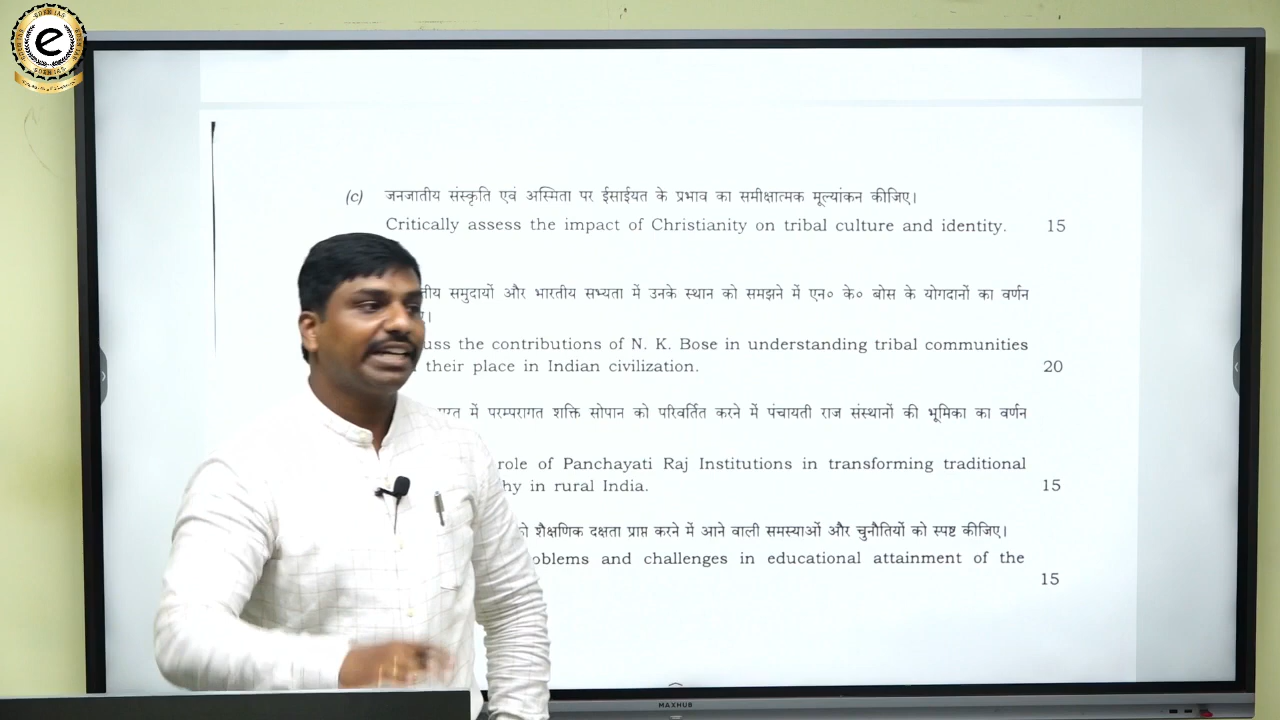 e
EDEN IAS
(c) जनजातीय संस्कृति एवं अस्मिता पर ईसाईयत के प्रभाव का समीक्षात्मक मूल्यांकन कीजिए।
Critically assess the impact of Christianity on tribal culture and identity. 15
समुदायों और भारतीय सभ्यता में उनके स्थान को समझने में एन० के० बोस के योगदानों का वर्णन
the contributions of N. K. Bose in understanding tribal communities
their place in Indian civilization. 20
में परम्परागत शक्ति सोपान को परिवर्तित करने में पंचायती राज संस्थानों की भूमिका का वर्णन
role of Panchayati Raj Institutions in transforming traditional
in rural India. 15
शैक्षणिक दक्षता प्राप्त करने में आने वाली समस्याओं और चुनौतियों को स्पष्ट कीजिए।
and challenges in educational attainment of the
15
MAXHUB